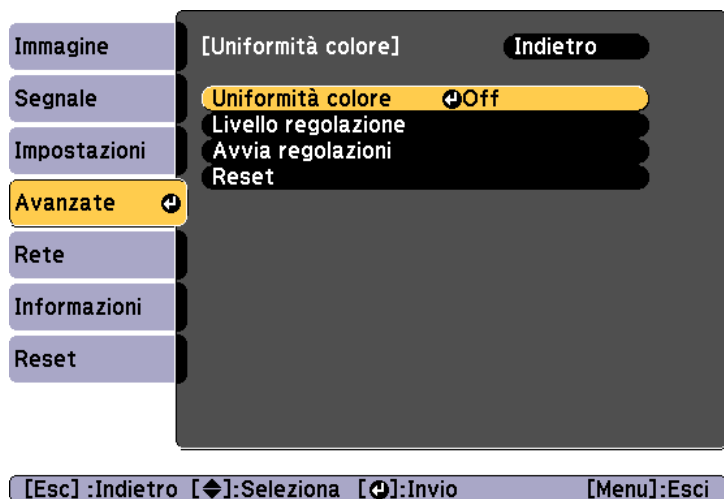 Immagine
Segnale
Impostazioni
Avanzate
Rete
Informazioni
Reset
[Uniformità colore] Indietro
Uniformità colore Off
Livello regolazione
Avvia regolazioni
Reset
[Esc] :Indietro [◆]:Seleziona [↵]:Invio [Menu]:Esci